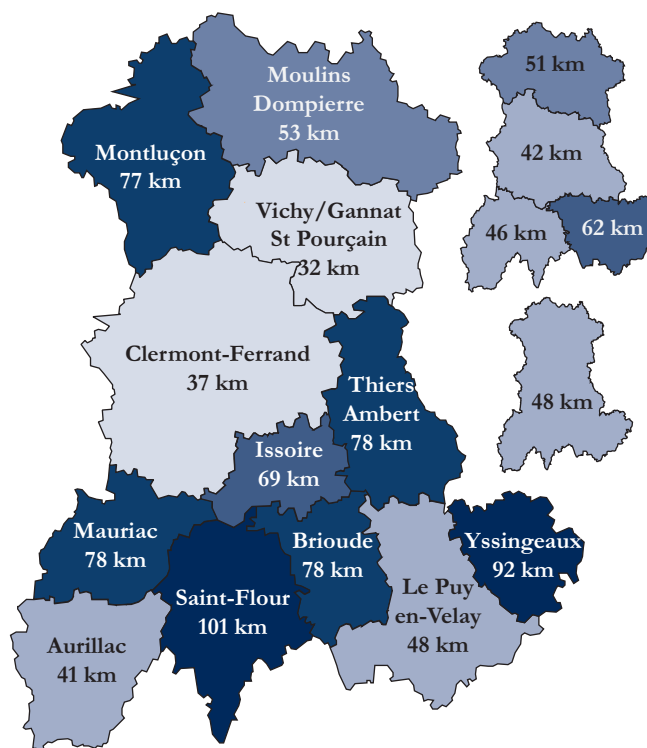 Moulins
Dompierre
53 km
51 km
Montluçon
77 km
42 km
Vichy/Gannat
St Pourçain
32 km
46 km
62 km
Clermont-Ferrand
37 km
Thiers
Ambert
78 km
48 km
Issoire
69 km
Mauriac
78 km
Brioude
78 km
Yssingeaux
92 km
Saint-Flour
101 km
Le Puy
en-Velay
48 km
Aurillac
41 km